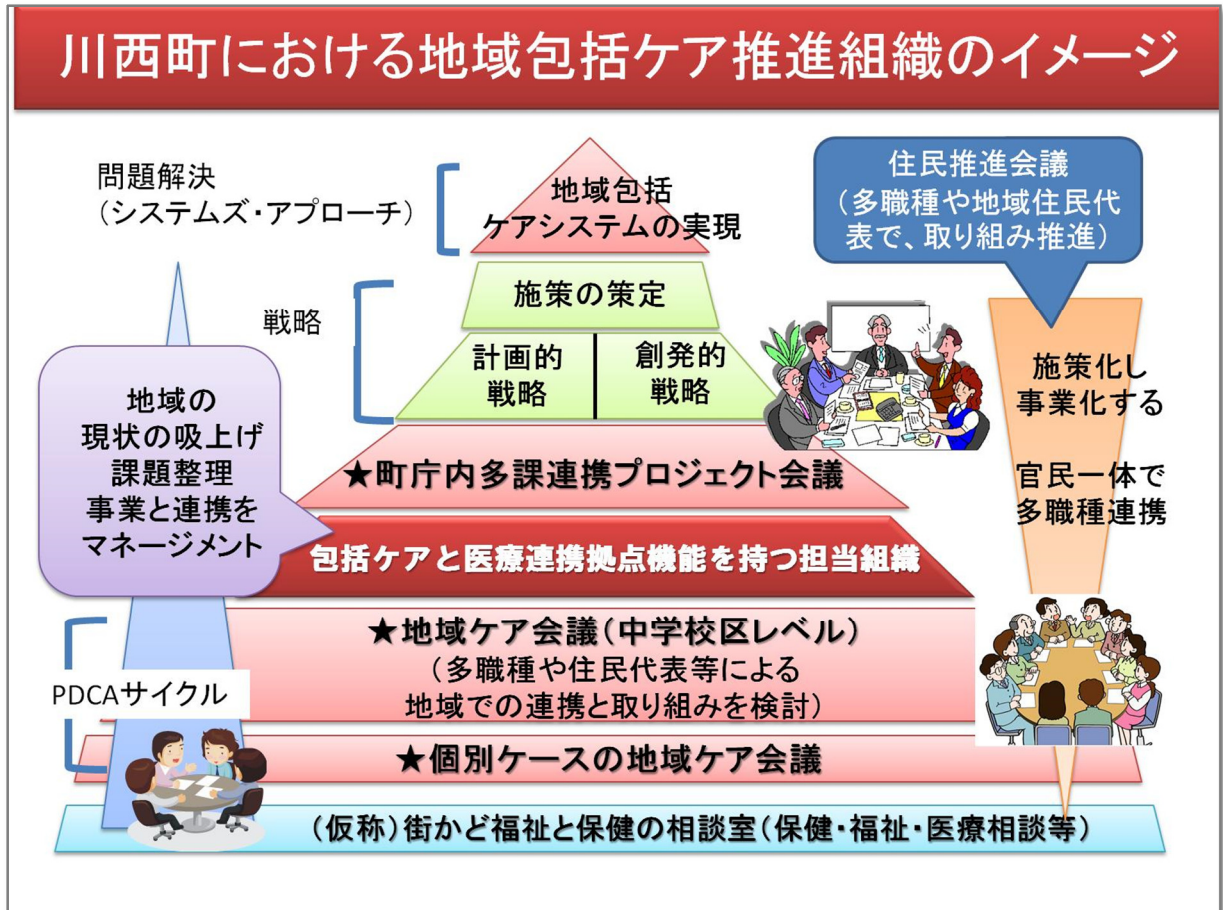 川西町における地域包括ケア推進組織のイメージ
問題解決
（システムズ・アプローチ）
地域包括
ケアシステムの実現
住民推進会議
（多職種や地域住民代
表で、取り組み推進）
戦略
施策の策定
計画的
戦略
創発的
戦略
施策化し
事業化する
官民一体で
多職種連携
地域の
現状の吸上げ
課題整理
事業と連携を
マネージメント
★町庁内多課連携プロジェクト会議
包括ケアと医療連携拠点機能を持つ担当組織
PDCAサイクル
★地域ケア会議（中学校区レベル）
（多職種や住民代表等による
地域での連携と取り組みを検討）
★個別ケースの地域ケア会議
（仮称）街かど福祉と保健の相談室（保健・福祉・医療相談等）